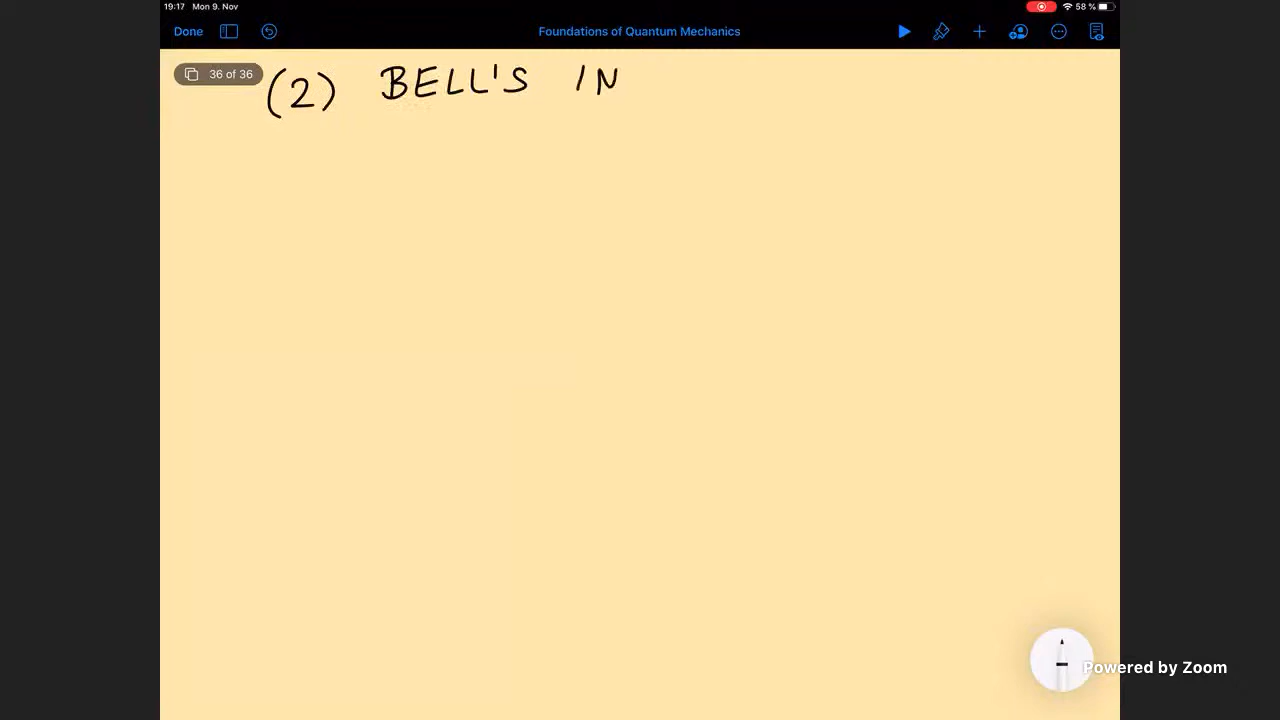 19:17 Mon 9. Nov
58 %
Done
Foundations of Quantum Mechanics
36 of 36
(2) BELL'S IN
Powered by Zoom